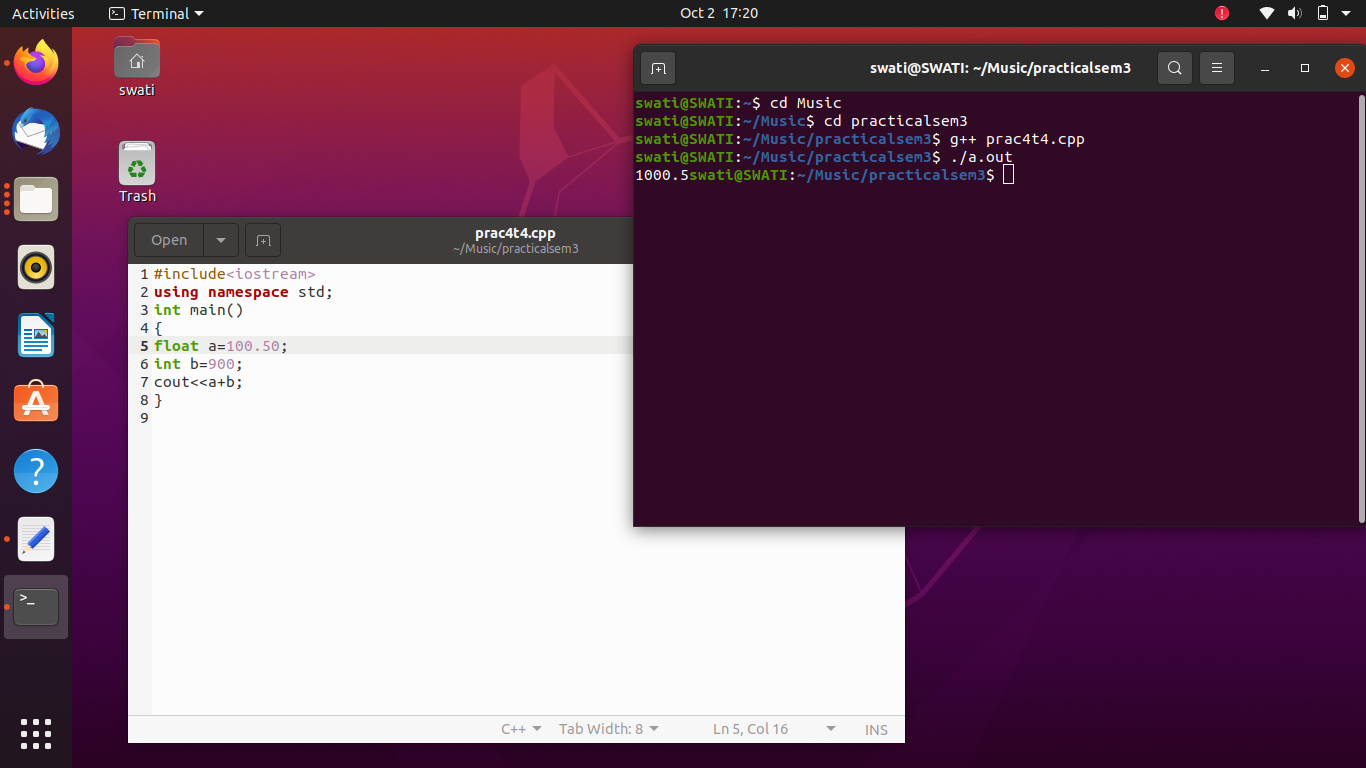 Activities
Terminal
Oct 2 17:20
swati
Trash
swati@SWATI: ~/Music/practicalsem3
swati@SWATI:~$ cd Music
swati@SWATI:~/Music$ cd practicalsem3
swati@SWATI:~/Music/practicalsem3$ g++ prac4t4.cpp
swati@SWATI:~/Music/practicalsem3$ ./a.out
1000.5swati@SWATI:~/Music/practicalsem3$
Open
prac4t4.cpp
~/Music/practicalsem3
1 #include<iostream>
2 using namespace std;
3 int main()
4 {
5 float a=100.50;
6 int b=900;
7 cout<<a+b;
8 }
9
C++
Tab Width: 8
Ln 5, Col 16
INS